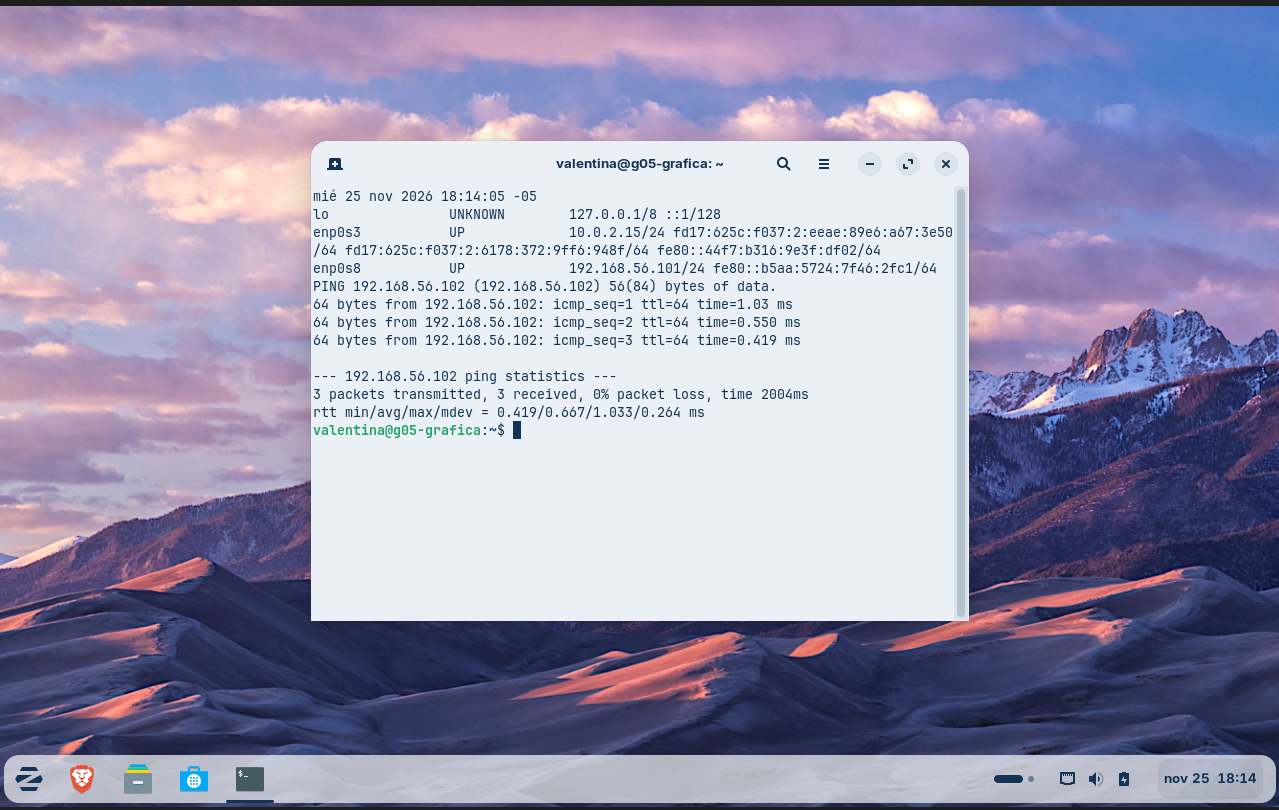 valentina@g05-grafica: ~
mié 25 nov 2026 18:14:05 -05
lo               UNKNOWN        127.0.0.1/8 ::1/128
enp0s3           UP             10.0.2.15/24 fd17:625c:f037:2:eeae:89e6:a67:3e50
/64 fd17:625c:f037:2:6178:372:9ff6:948f/64 fe80::44f7:b316:9e3f:df02/64
enp0s8           UP             192.168.56.101/24 fe80::b5aa:5724:7f46:2fc1/64
PING 192.168.56.102 (192.168.56.102) 56(84) bytes of data.
64 bytes from 192.168.56.102: icmp_seq=1 ttl=64 time=1.03 ms
64 bytes from 192.168.56.102: icmp_seq=2 ttl=64 time=0.550 ms
64 bytes from 192.168.56.102: icmp_seq=3 ttl=64 time=0.419 ms

--- 192.168.56.102 ping statistics ---
3 packets transmitted, 3 received, 0% packet loss, time 2004ms
rtt min/avg/max/mdev = 0.419/0.667/1.033/0.264 ms
valentina@g05-grafica:~$
$_
nov 25  18:14